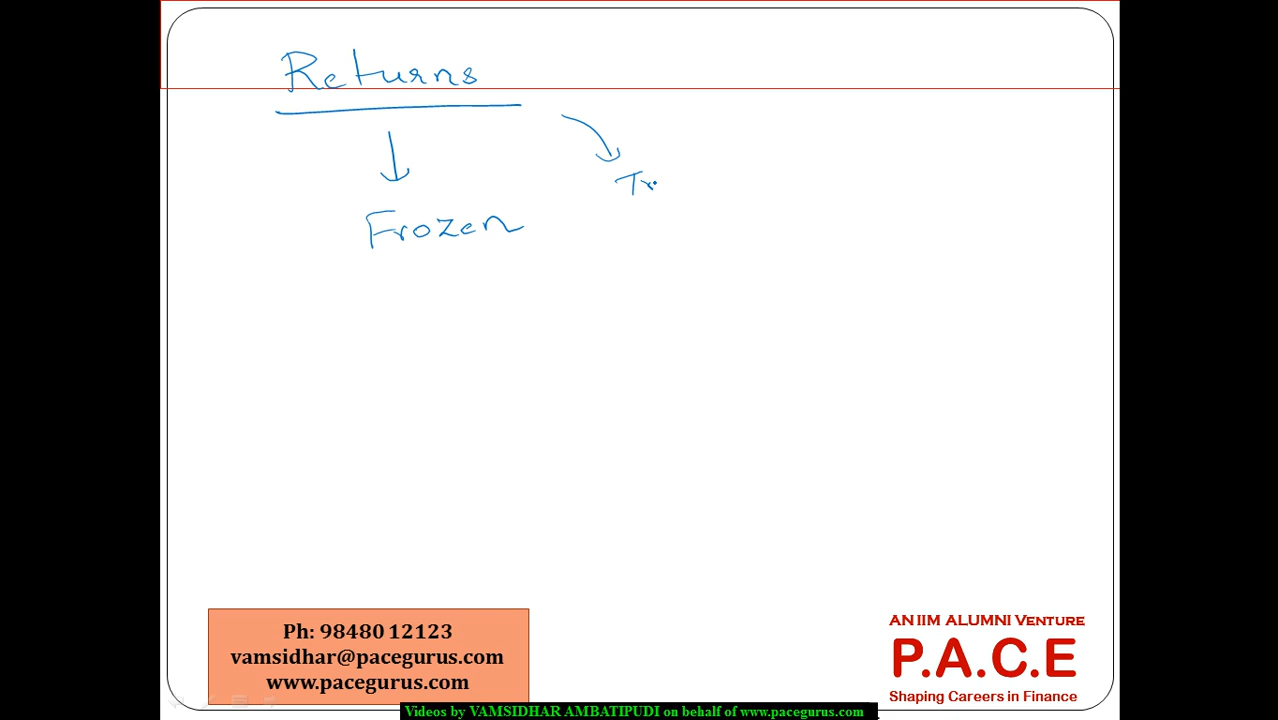 Returns
Tr
Frozen
Ph: 98480 12123
vamsidhar@pacegurus.com
www.pacegurus.com
AN IIM ALUMNI VENTURE
P.A.C.E
Shaping Careers in Finance
Videos by VAMSIDHAR AMBATIPUDI on behalf of www.pacegurus.com